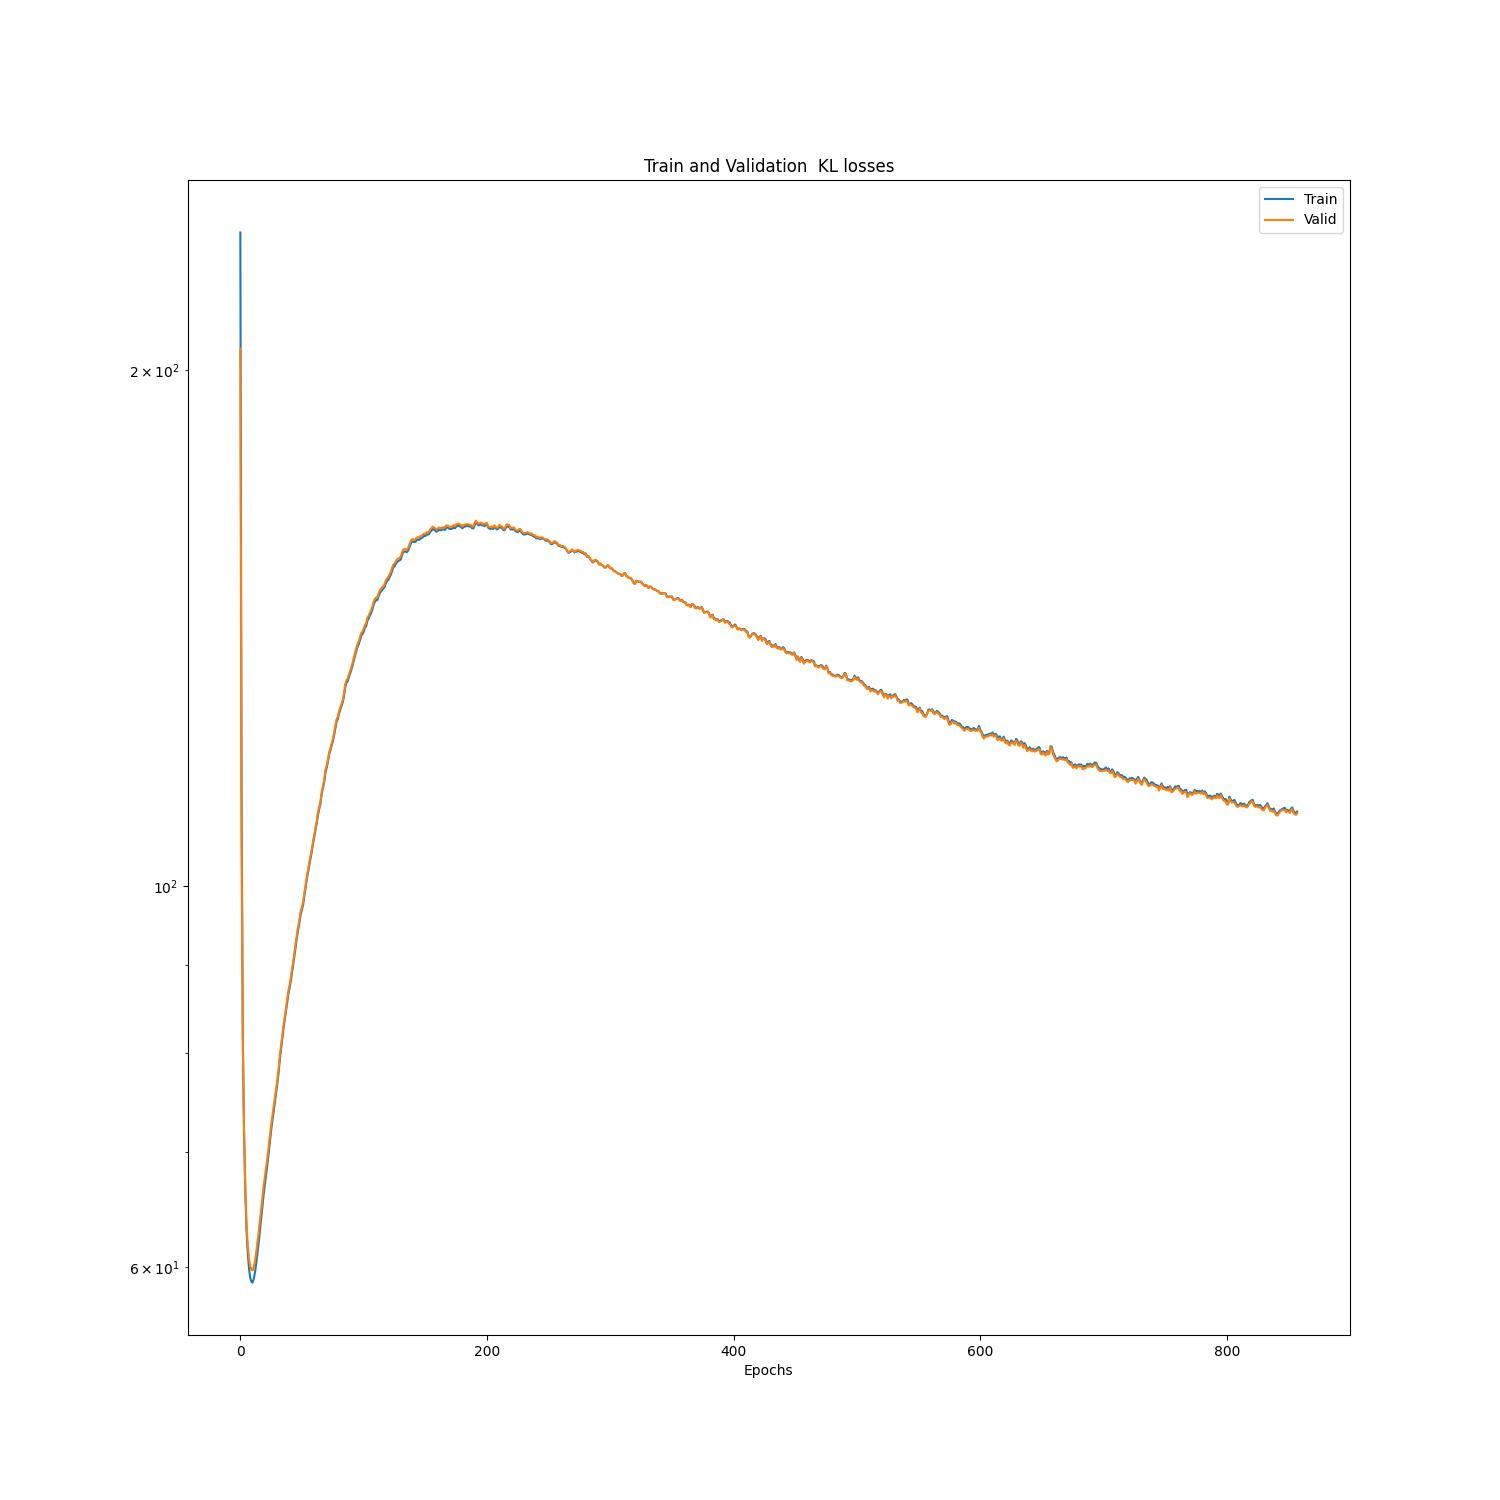 Train and Validation  KL losses
Train
Valid
2 × 10²
10²
6 × 10¹
0 200 400 600 800
Epochs